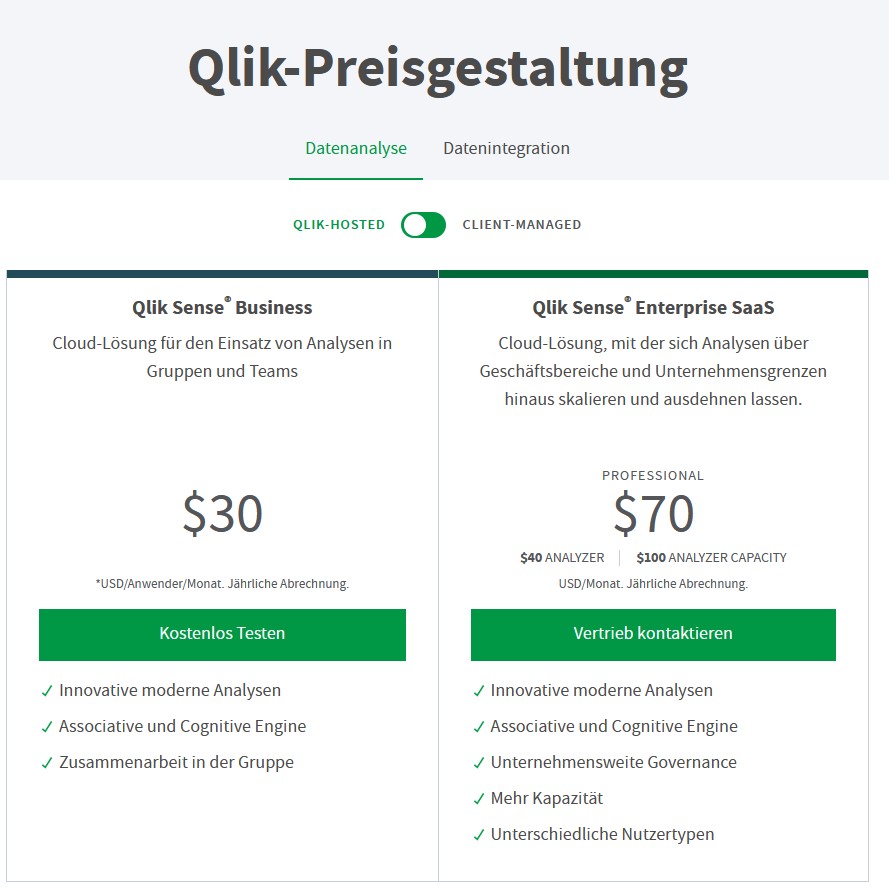 Qlik-Preisgestaltung
Datenanalyse Datenintegration
QLIK-HOSTED CLIENT-MANAGED
Qlik Sense® Business
Cloud-Lösung für den Einsatz von Analysen in
Gruppen und Teams
$30
*USD/Anwender/Monat. Jährliche Abrechnung.
Kostenlos Testen
✓ Innovative moderne Analysen
✓ Associative und Cognitive Engine
✓ Zusammenarbeit in der Gruppe
Qlik Sense® Enterprise SaaS
Cloud-Lösung, mit der sich Analysen über
Geschäftsbereiche und Unternehmensgrenzen
hinaus skalieren und ausdehnen lassen.
PROFESSIONAL
$70
$40 ANALYZER | $100 ANALYZER CAPACITY
USD/Monat. Jährliche Abrechnung.
Vertrieb kontaktieren
✓ Innovative moderne Analysen
✓ Associative und Cognitive Engine
✓ Unternehmensweite Governance
✓ Mehr Kapazität
✓ Unterschiedliche Nutzertypen